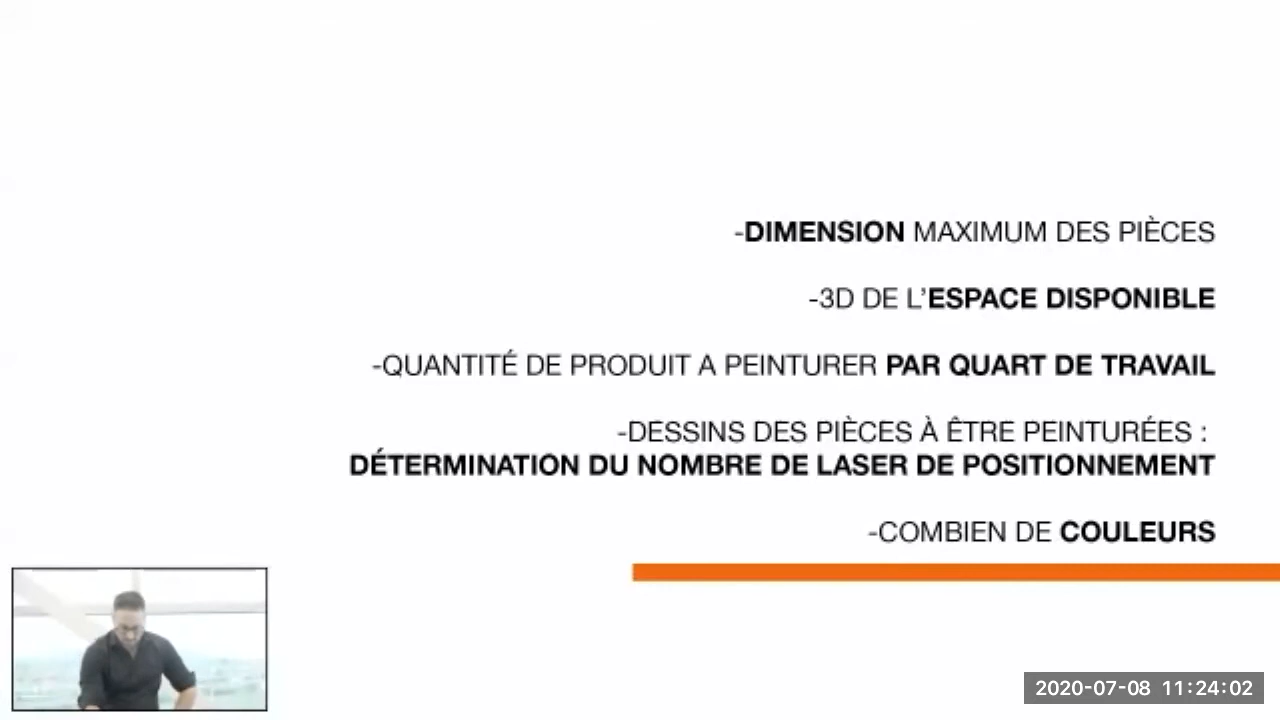 -DIMENSION MAXIMUM DES PIÈCES
-3D DE L’ESPACE DISPONIBLE
-QUANTITÉ DE PRODUIT A PEINTURER PAR QUART DE TRAVAIL
-DESSINS DES PIÈCES À ÊTRE PEINTURÉES :
DÉTERMINATION DU NOMBRE DE LASER DE POSITIONNEMENT
-COMBIEN DE COULEURS
2020-07-08 11:24:02